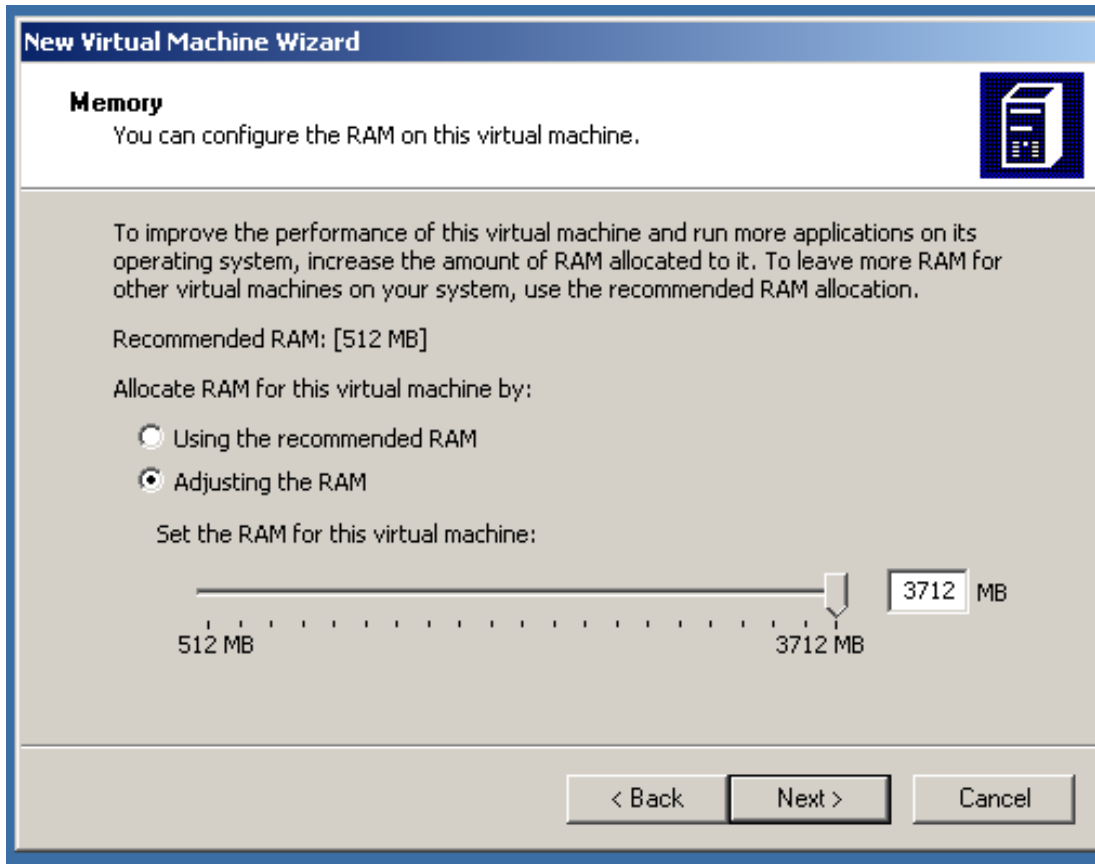 New Virtual Machine Wizard
Memory
You can configure the RAM on this virtual machine.
To improve the performance of this virtual machine and run more applications on its
operating system, increase the amount of RAM allocated to it. To leave more RAM for
other virtual machines on your system, use the recommended RAM allocation.
Recommended RAM: [512 MB]
Allocate RAM for this virtual machine by:
Using the recommended RAM
Adjusting the RAM
Set the RAM for this virtual machine:
3712 MB
512 MB 3712 MB
< Back Next > Cancel